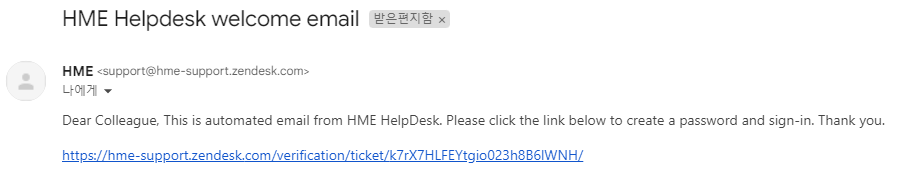 HME Helpdesk welcome email 받은편지함 ×
HME <support@hme-support.zendesk.com>
나에게
Dear Colleague, This is automated email from HME HelpDesk. Please click the link below to create a password and sign-in. Thank you.
https://hme-support.zendesk.com/verification/ticket/k7rX7HLFEYtgio023h8B6lWNH/